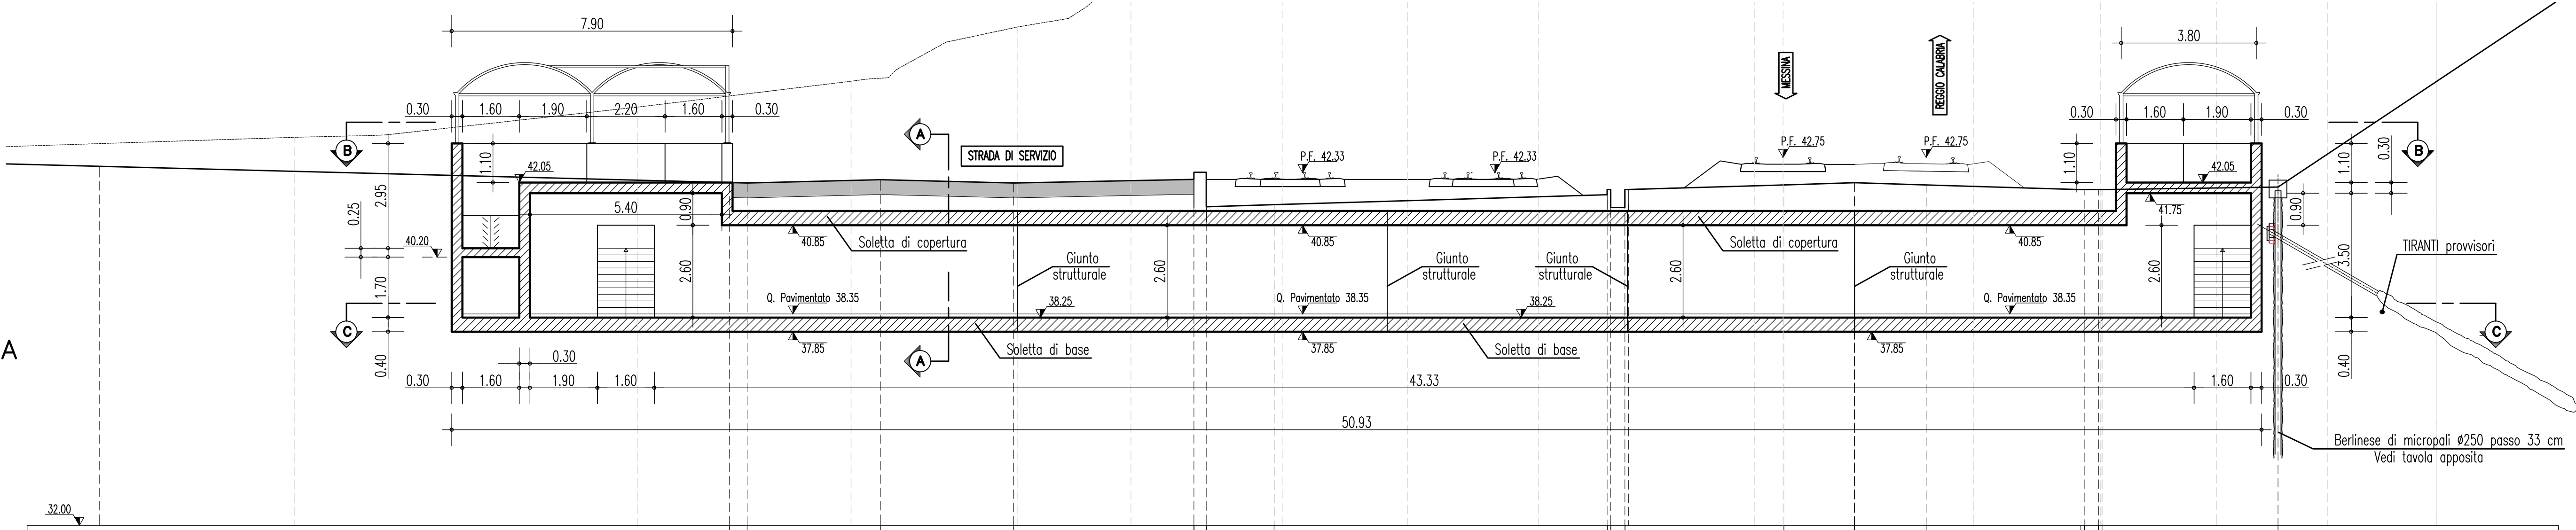 7.90
3.80
MESSINA
REGGIO CALABRIA
0.30 1.60 1.90 2.20 1.60 0.30
0.30 1.60 1.90 0.30
B
A
STRADA DI SERVIZIO
P.F. 42.33
P.F. 42.33
P.F. 42.75
P.F. 42.75
B
1.10
42.05
1.10
42.05
1.10
0.30
2.95
0.25
5.40
0.90
41.75
0.90
40.20
Soletta di copertura
40.85
40.85
Soletta di copertura
40.85
TIRANTI provvisori
Giunto
strutturale
Giunto
strutturale
Giunto
strutturale
Giunto
strutturale
1.70
2.60
2.60
2.60
2.60
3.50
Q. Pavimentato 38.35
38.25
Q. Pavimentato 38.35
38.25
Q. Pavimentato 38.35
C
C
A
0.40
37.85
Soletta di base
37.85
Soletta di base
37.85
0.40
A
0.30
0.30 1.60 1.90 1.60 43.33 1.60 0.30
50.93
Berlinese di micropali Ø250 passo 33 cm
Vedi tavola apposita
32.00